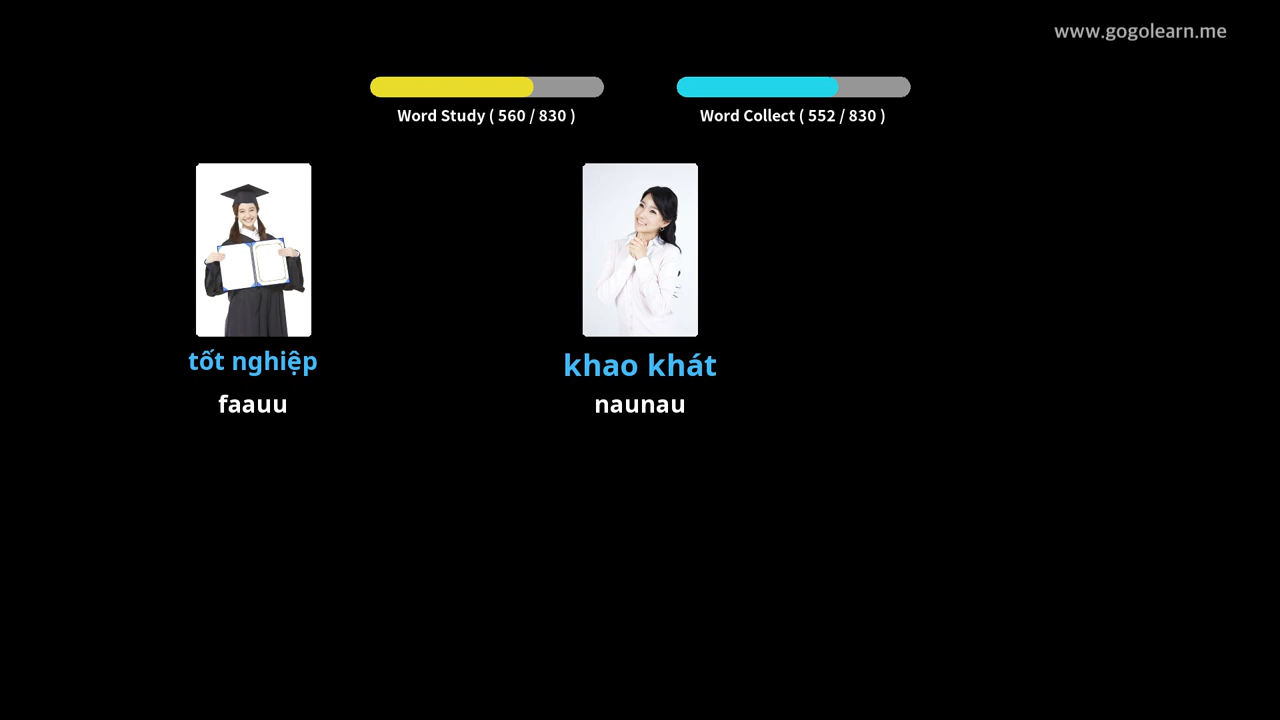 www.gogolearn.me
Word Study ( 560 / 830 )
Word Collect ( 552 / 830 )
tốt nghiệp
khao khát
faauu
naunau